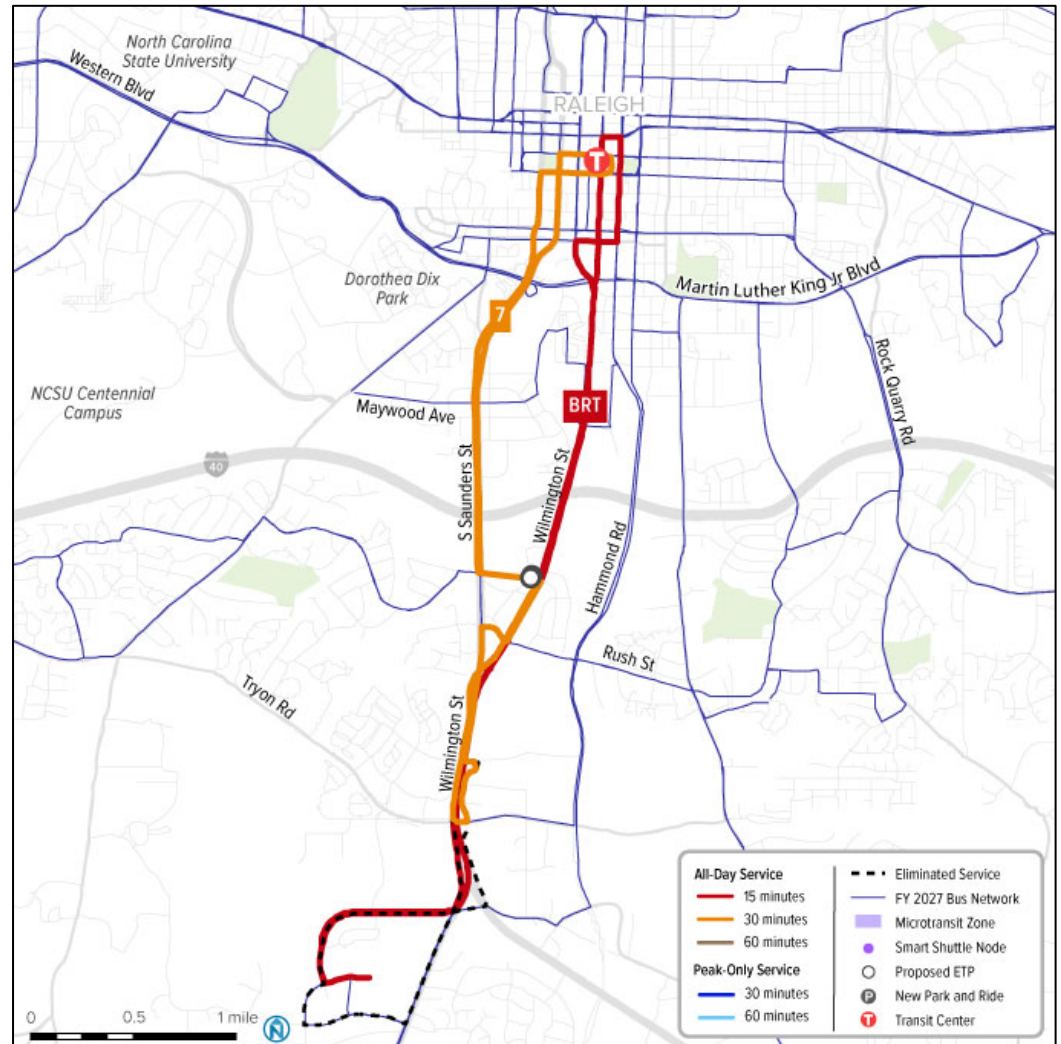 North Carolina
State University
Western Blvd
RALEIGH
T
Dorothea Dix
Park
Martin Luther King Jr Blvd
7
NCSU Centennial
Campus
Maywood Ave
BRT
Rock Quarry Rd
40
S Saunders St
Wilmington St
Hammond Rd
Rush St
Tryon Rd
Wilmington St
0 0.5 1 mile
N
All-Day Service
15 minutes
30 minutes
60 minutes
Peak-Only Service
30 minutes
60 minutes
Eliminated Service
FY 2027 Bus Network
Microtransit Zone
Smart Shuttle Node
Proposed ETP
P New Park and Ride
T Transit Center